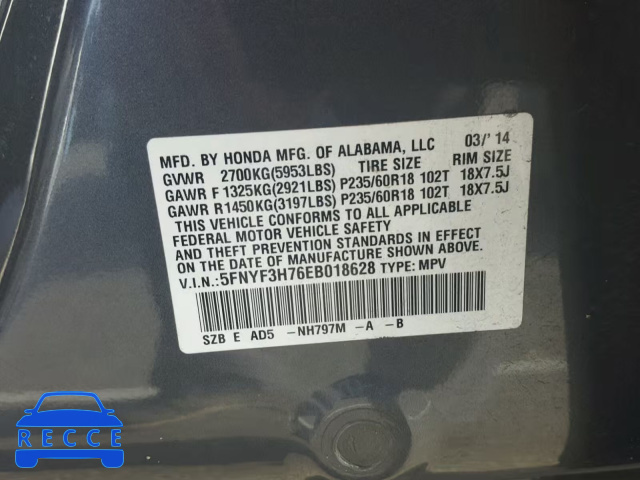 MFD. BY HONDA MFG. OF ALABAMA, LLC 03/'14
GVWR 2700KG(5953LBS) TIRE SIZE RIM SIZE
GAWR F 1325KG(2921LBS) P235/60R18 102T 18X7.5J
GAWR R1450KG(3197LBS) P235/60R18 102T 18X7.5J
THIS VEHICLE CONFORMS TO ALL APPLICABLE
FEDERAL MOTOR VEHICLE SAFETY
AND THEFT PREVENTION STANDARDS IN EFFECT
ON THE DATE OF MANUFACTURE SHOWN ABOVE.
V.I.N.:5FNYF3H76EB018628 TYPE: MPV
SZB E AD5 -NH797M -A -B
RECCE